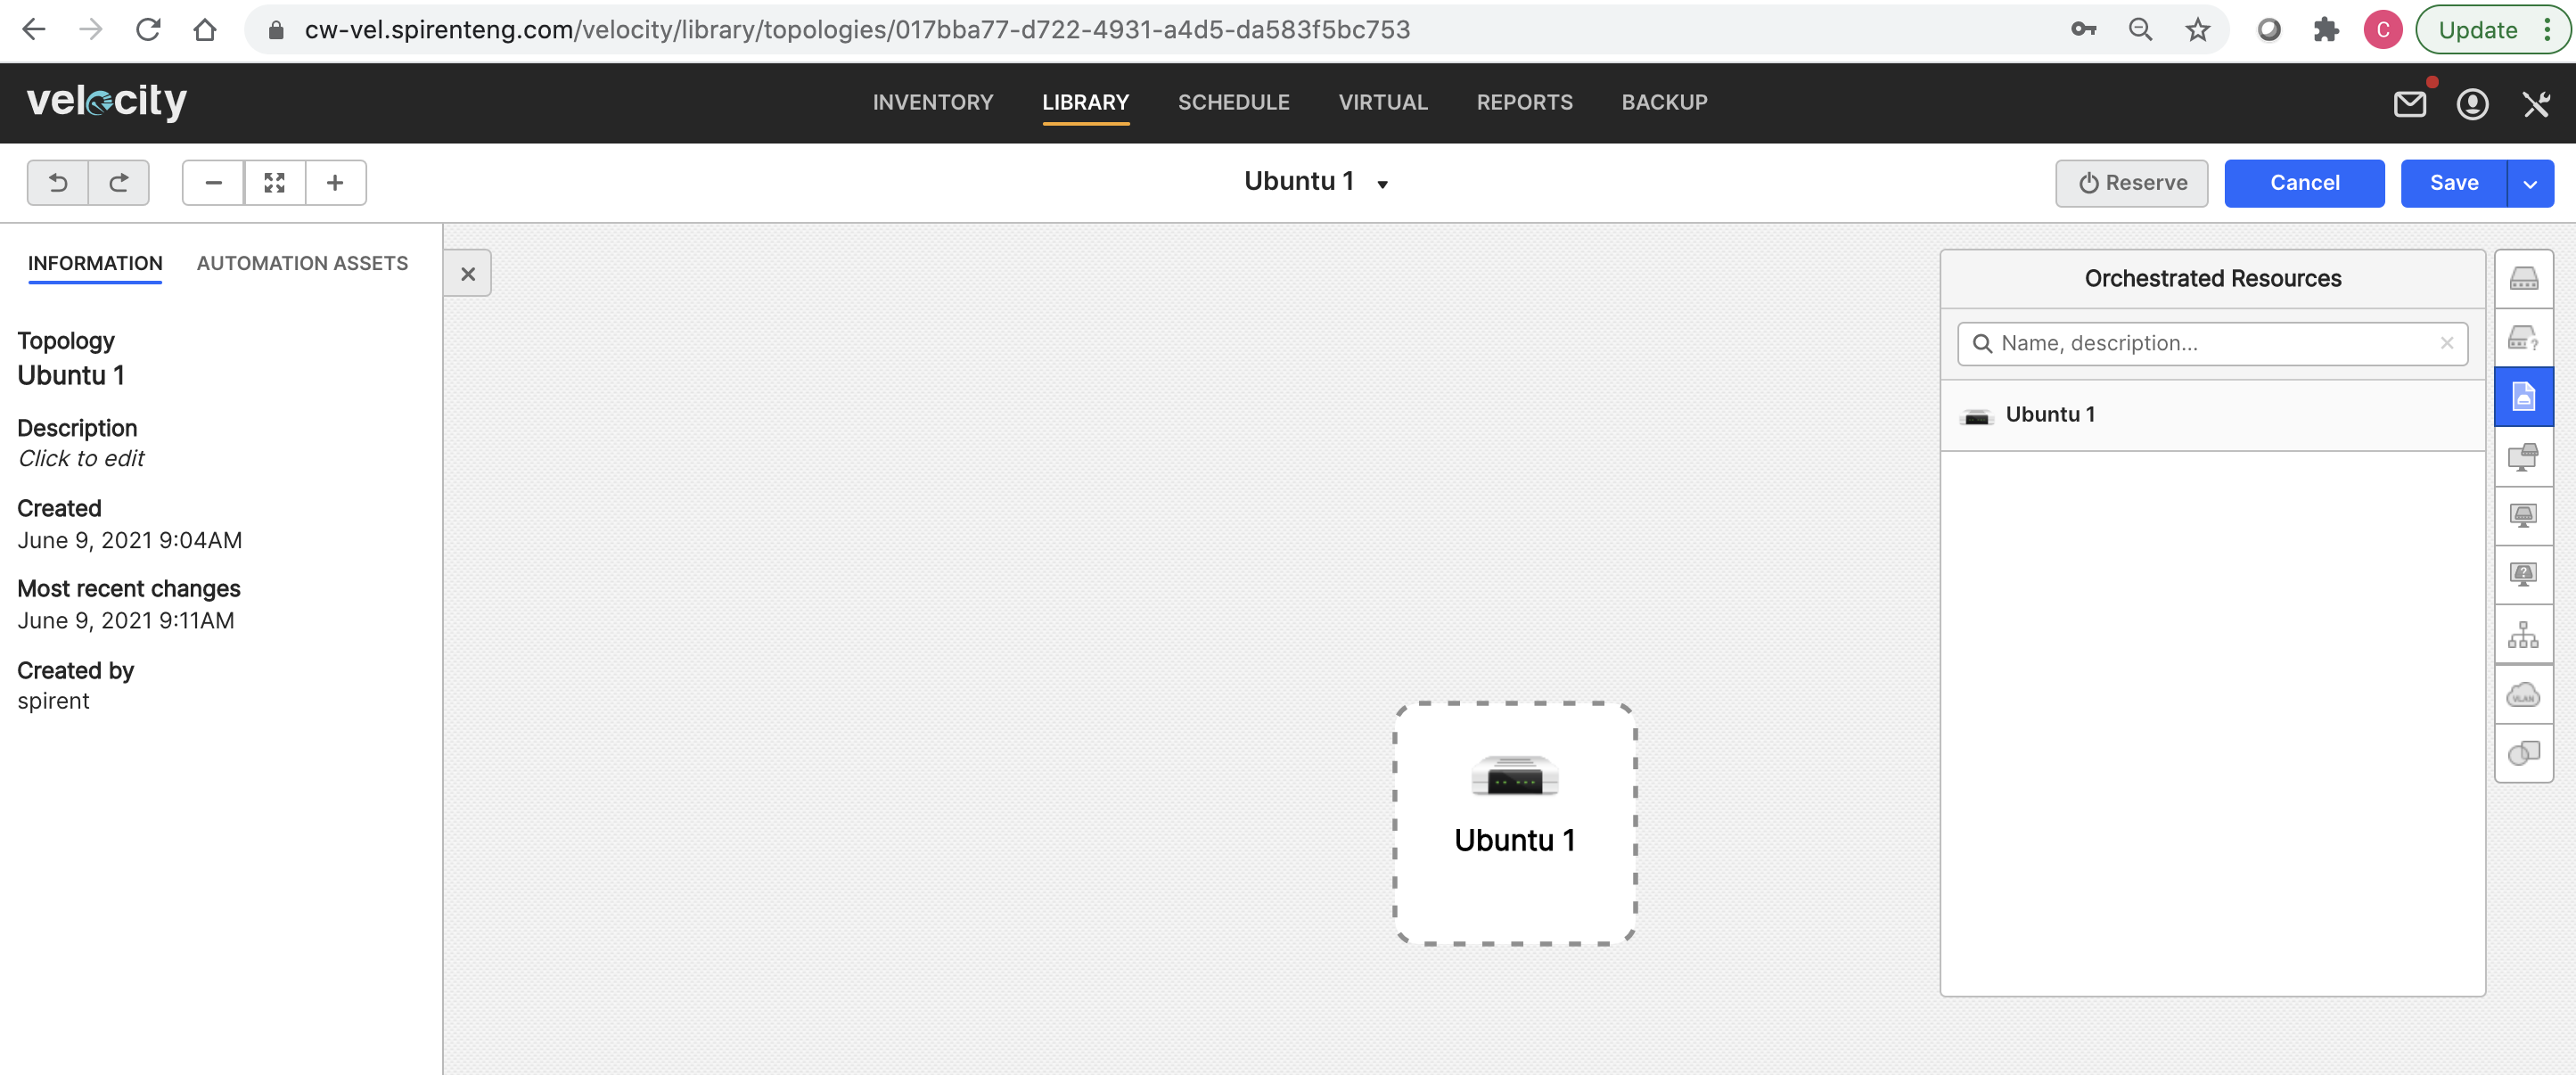 cw-vel.spirenteng.com/velocity/library/topologies/017bba77-d722-4931-a4d5-da583f5bc753
C
Update
velocity
INVENTORY
LIBRARY
SCHEDULE
VIRTUAL
REPORTS
BACKUP
Ubuntu 1
Reserve
Cancel
Save
INFORMATION
AUTOMATION ASSETS
Topology
Ubuntu 1
Description
Click to edit
Created
June 9, 2021 9:04AM
Most recent changes
June 9, 2021 9:11AM
Created by
spirent
Ubuntu 1
Orchestrated Resources
Name, description...
Ubuntu 1
?
?
VLAN